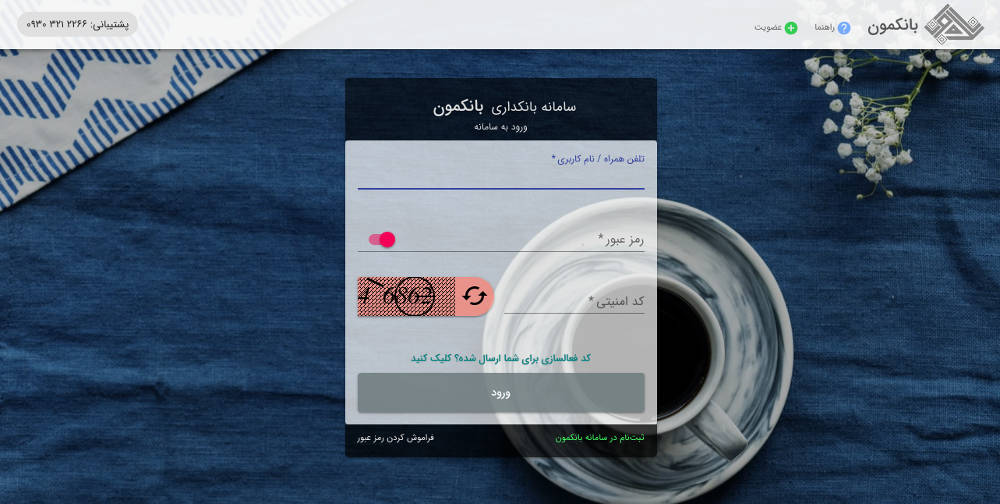 بانکمون
راهنما
عضویت
پشتیبانی: ۲۲۶۶ ۳۲۱ ۰۹۳۰
سامانه بانکداری بانکمون
ورود به سامانه
تلفن همراه / نام کاربری *
رمز عبور *
کد امنیتی *
کد فعالسازی برای شما ارسال شده؟ کلیک کنید
ورود
ثبت‌نام در سامانه بانکمون
فراموش کردن رمز عبور